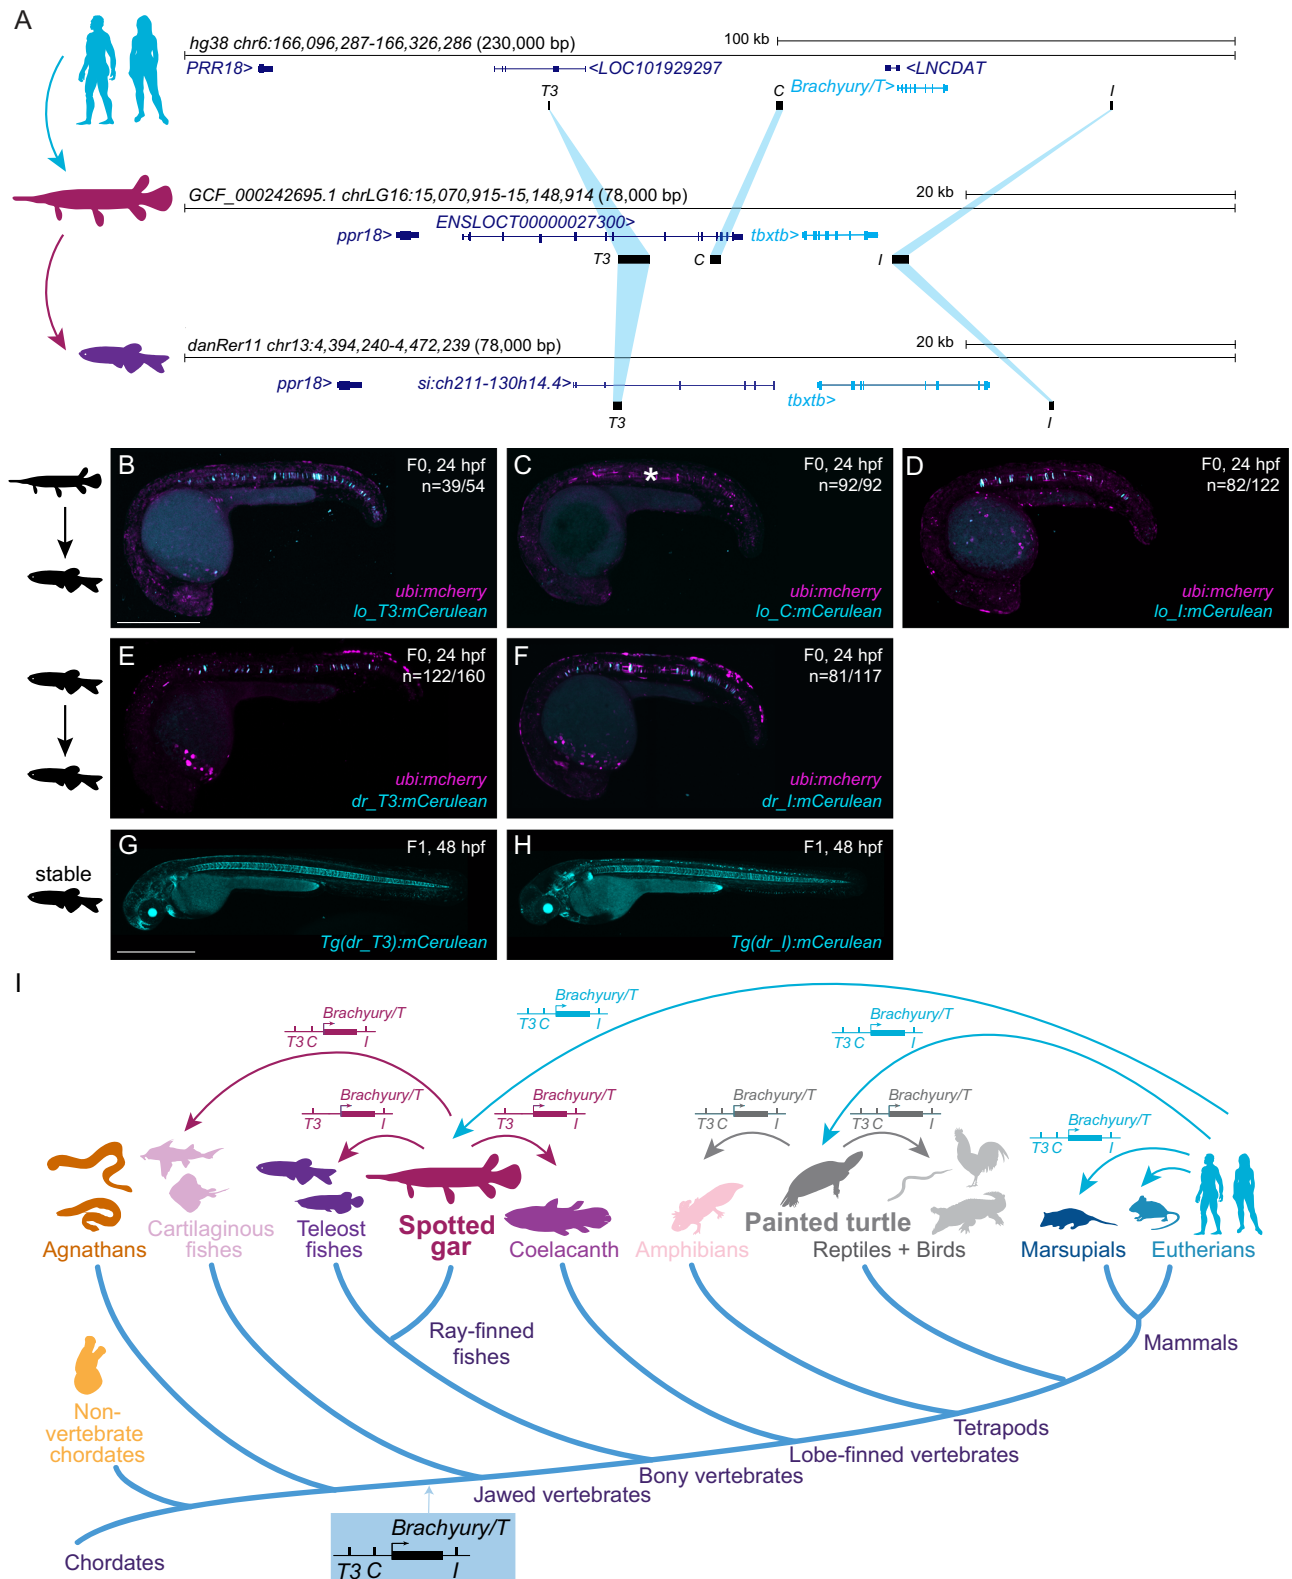 A
hg38 chr6:166,096,287-166,326,286 (230,000 bp)
100 kb
PRR18>
<LOC101929297
<LNCDAT
Brachyury/T>
T3
C
I
GCF_000242695.1 chrLG16:15,070,915-15,148,914 (78,000 bp)
20 kb
ENSLOCT00000027300>
ppr18>
tbxtb>
T3
C
I
danRer11 chr13:4,394,240-4,472,239 (78,000 bp)
20 kb
ppr18>
si:ch211-130h14.4>
tbxtb>
T3
I
B
F0, 24 hpf
n=39/54
ubi:mcherry
lo_T3:mCerulean
C
F0, 24 hpf
n=92/92
*
ubi:mcherry
lo_C:mCerulean
D
F0, 24 hpf
n=82/122
ubi:mcherry
lo_I:mCerulean
E
F0, 24 hpf
n=122/160
ubi:mcherry
dr_T3:mCerulean
F
F0, 24 hpf
n=81/117
ubi:mcherry
dr_I:mCerulean
stable
G
F1, 48 hpf
Tg(dr_T3):mCerulean
H
F1, 48 hpf
Tg(dr_I):mCerulean
I
Brachyury/T
T3 C I
Brachyury/T
T3 C I
Brachyury/T
T3 C I
Brachyury/T
T3 I
Brachyury/T
T3 I
Brachyury/T
T3 C I
Brachyury/T
T3 C I
Brachyury/T
T3 C I
Agnathans
Cartilaginous
fishes
Teleost
fishes
Spotted
gar
Coelacanth
Amphibians
Painted turtle
Reptiles + Birds
Marsupials
Eutherians
Ray-finned
fishes
Mammals
Non-
vertebrate
chordates
Tetrapods
Lobe-finned vertebrates
Bony vertebrates
Jawed vertebrates
Chordates
Brachyury/T
T3 C I